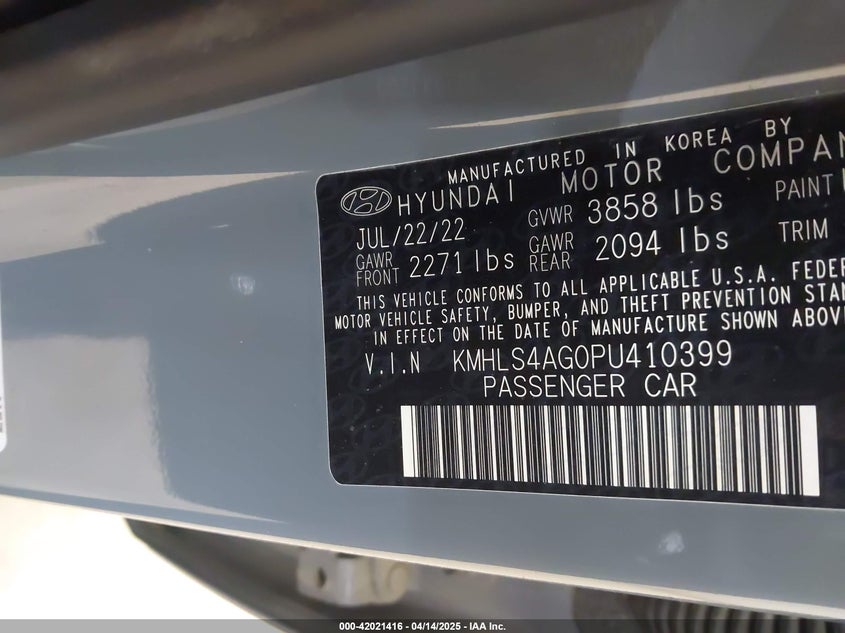 MANUFACTURED IN KOREA BY
HYUNDAI MOTOR COMPAN
JUL/22/22 GVWR 3858 lbs PAINT
GAWR FRONT 2271 lbs GAWR REAR 2094 lbs TRIM
THIS VEHICLE CONFORMS TO ALL APPLICABLE U.S.A. FEDER
MOTOR VEHICLE SAFETY, BUMPER, AND THEFT PREVENTION STAN
IN EFFECT ON THE DATE OF MANUFACTURE SHOWN ABOV
V.I.N KMHLS4AG0PU410399
PASSENGER CAR
000-42021416 - 04/14/2025 - IAA Inc.